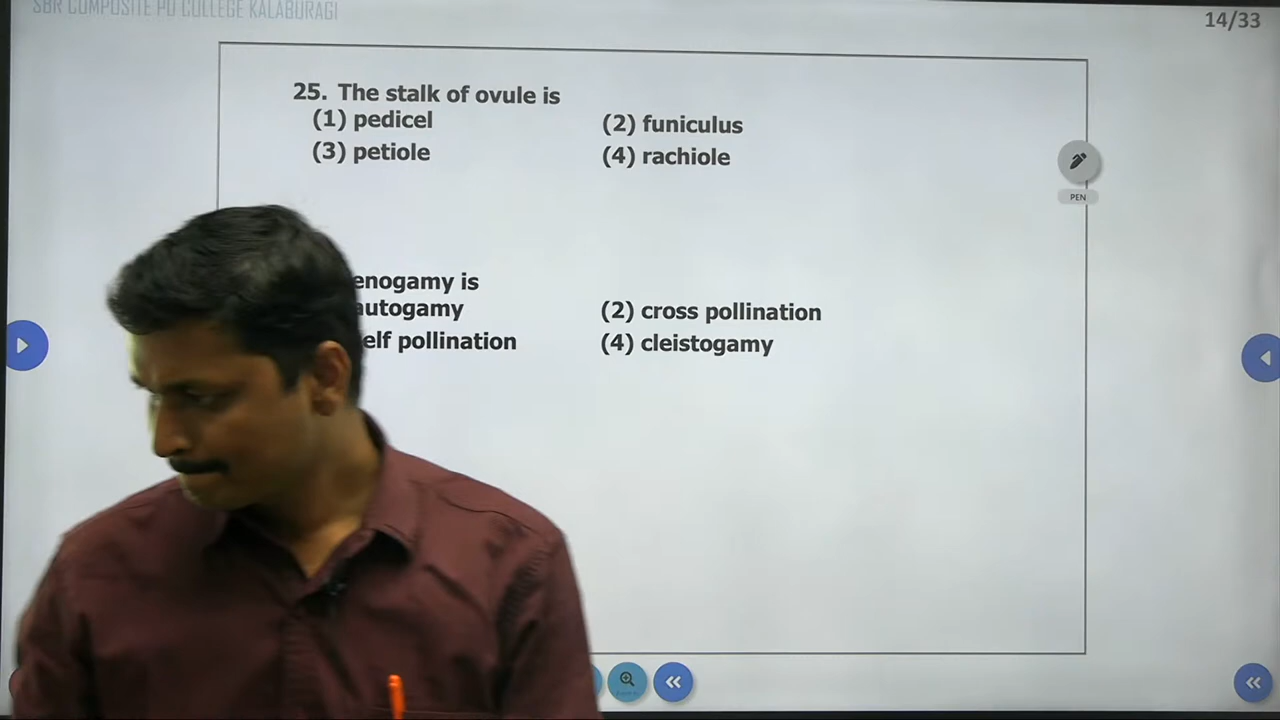 SBR COMPOSITE PU COLLEGE KALABURAGI
14/33
25. The stalk of ovule is
(1) pedicel (2) funiculus
(3) petiole (4) rachiole
PEN
enogamy is
autogamy (2) cross pollination
elf pollination (4) cleistogamy